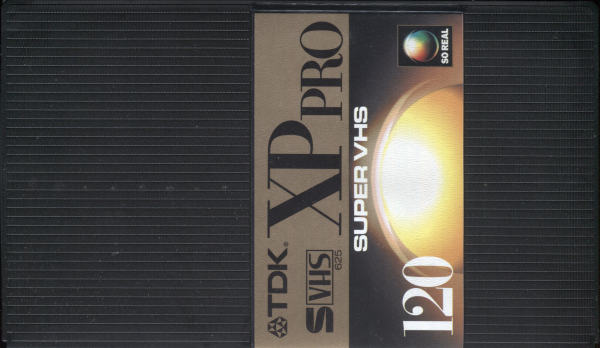 TDK®
XP PRO
S VHS
625
SUPER VHS
120
SO REAL